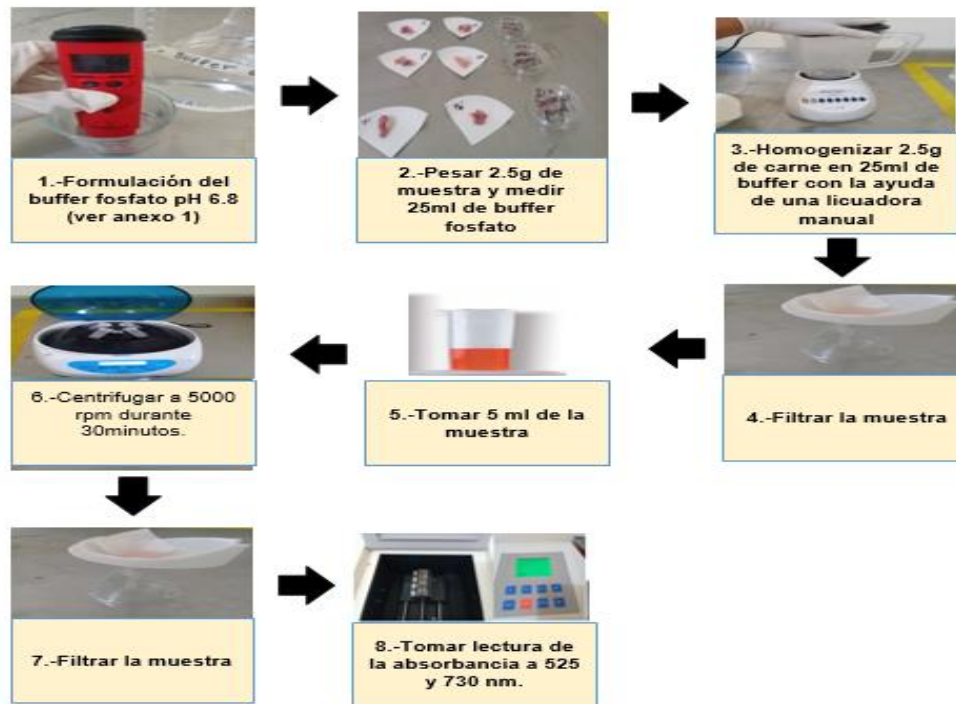 buffer
1.-Formulación del
buffer fosfato pH 6.8
(ver anexo 1)
2.-Pesar 2.5g de
muestra y medir
25ml de buffer
fosfato
3.-Homogenizar 2.5g
de carne en 25ml de
buffer con la ayuda
de una licuadora
manual
4.-Filtrar la muestra
5.-Tomar 5 ml de la
muestra
6.-Centrifugar a 5000
rpm durante
30minutos.
7.-Filtrar la muestra
8.-Tomar lectura de
la absorbancia a 525
y 730 nm.